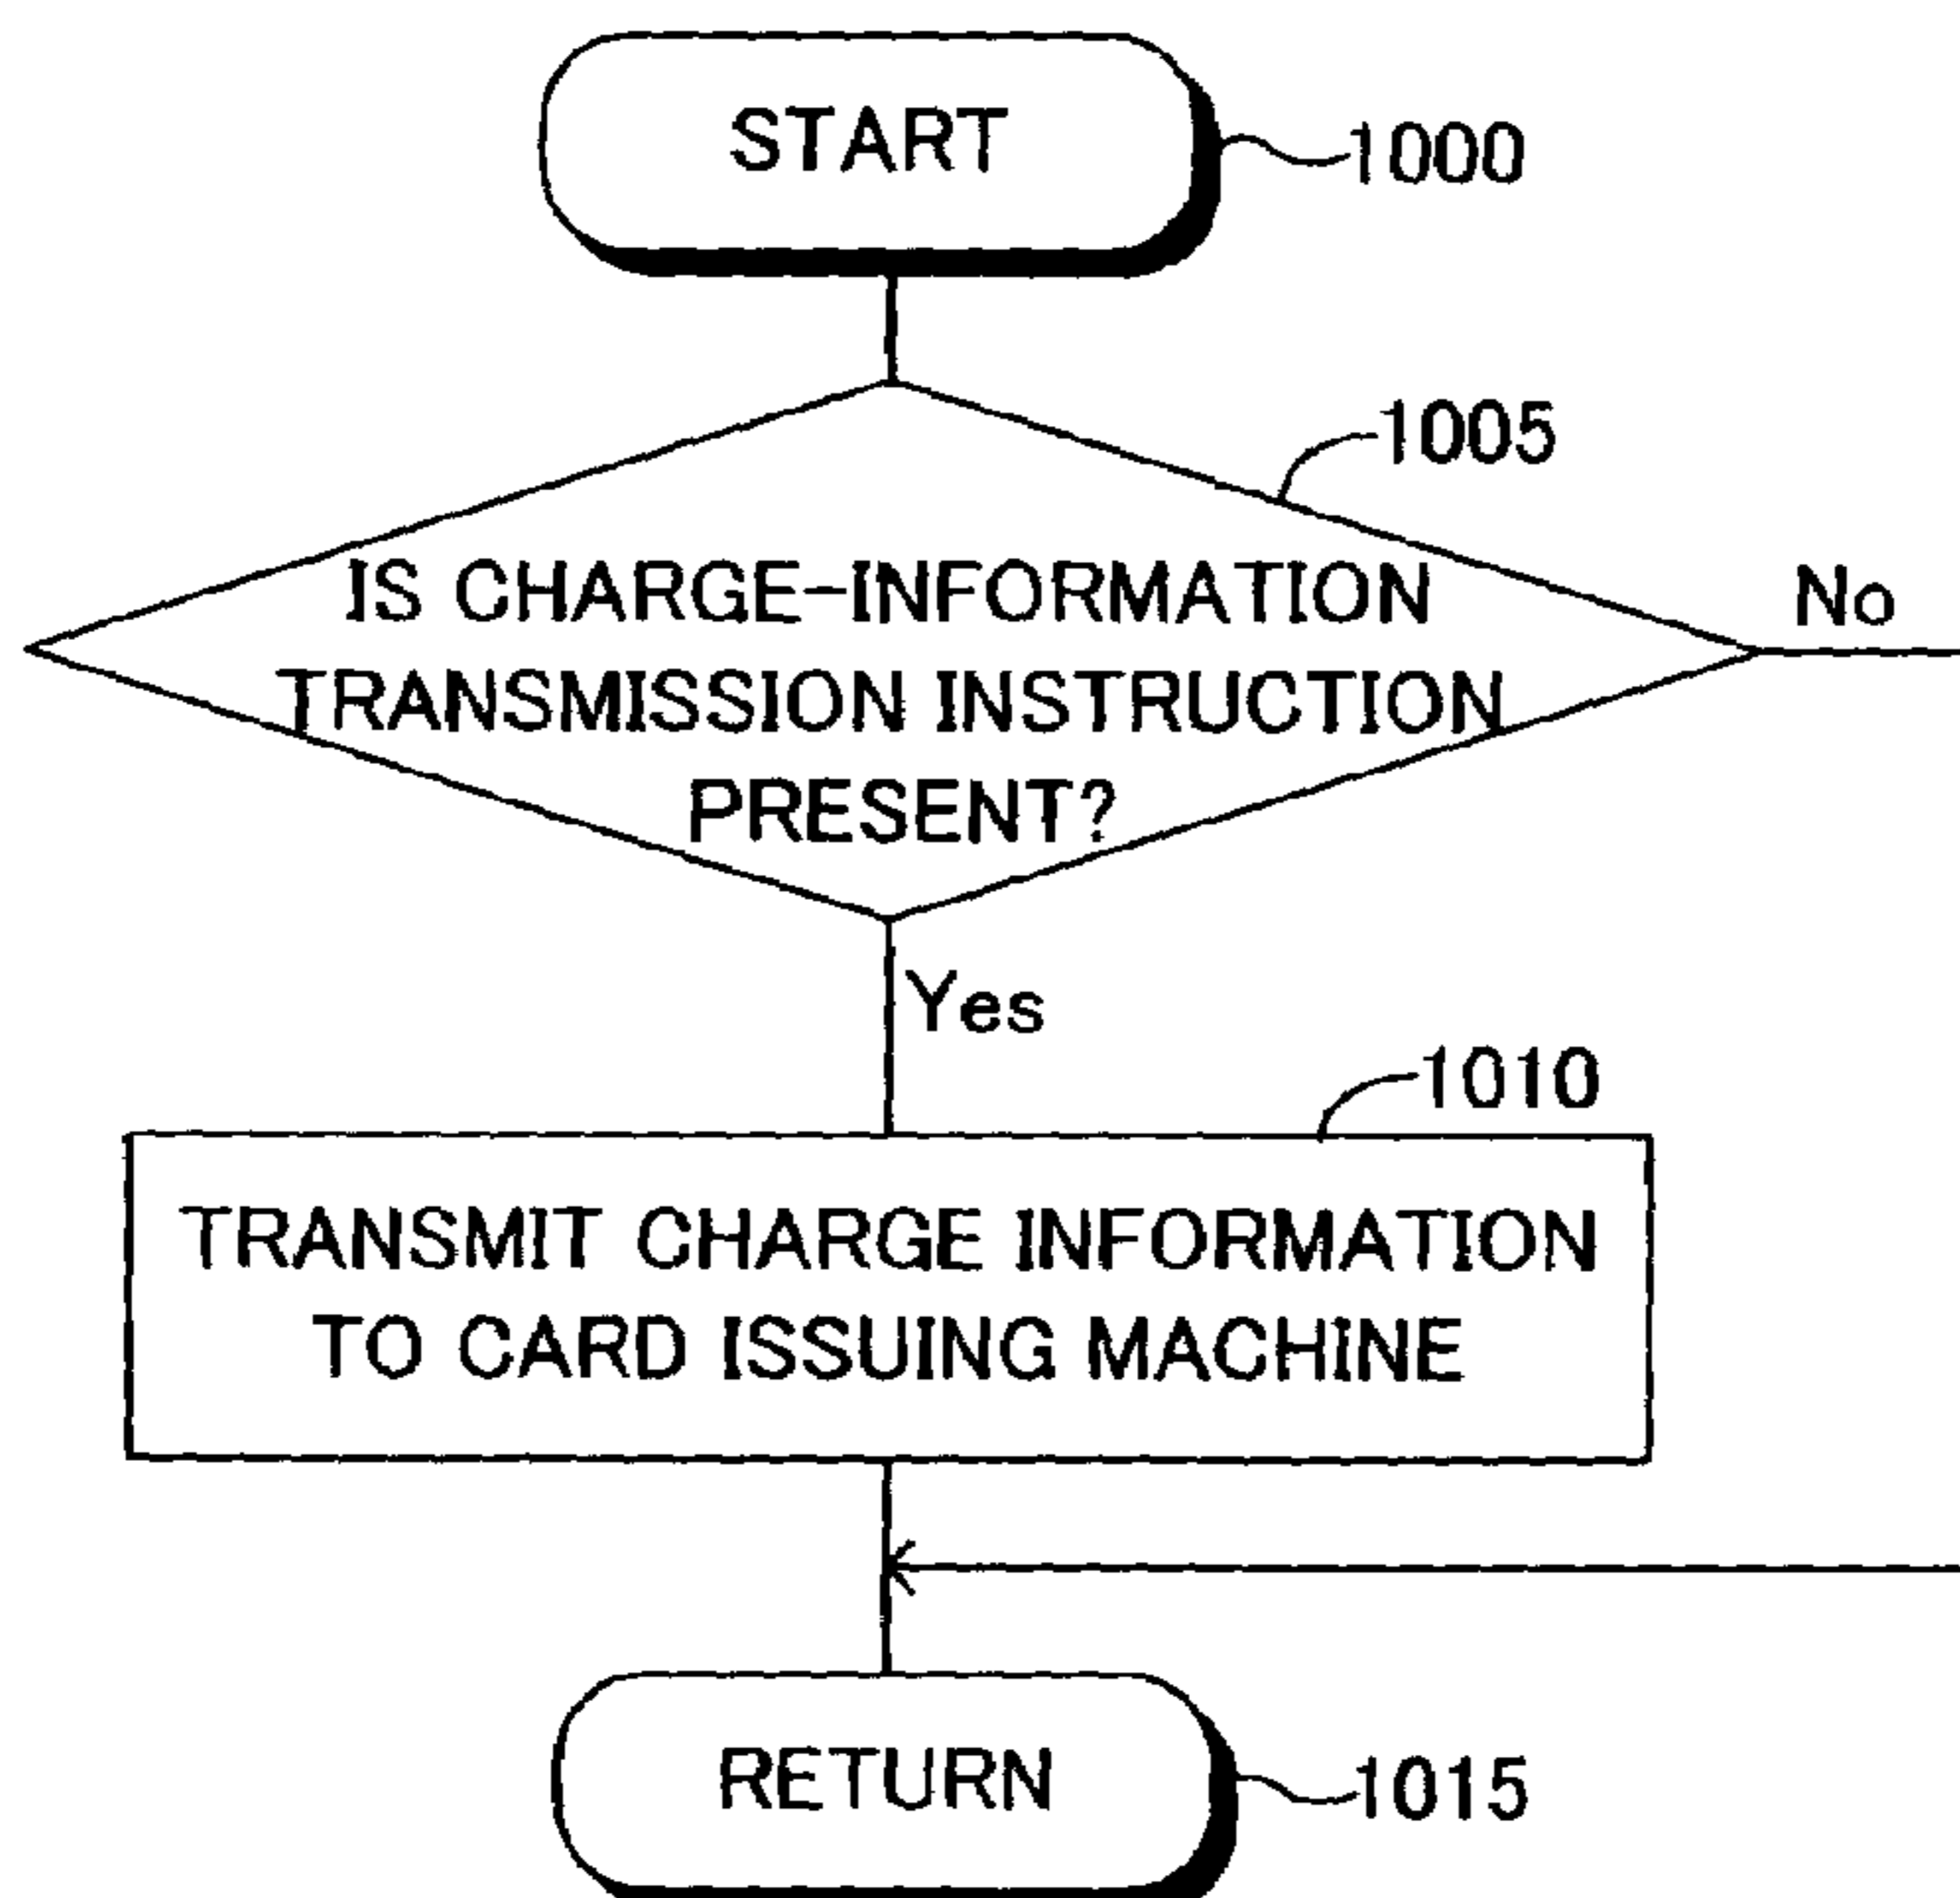 START
1000
1005
IS CHARGE-INFORMATION
TRANSMISSION INSTRUCTION
PRESENT?
No
Yes
1010
TRANSMIT CHARGE INFORMATION
TO CARD ISSUING MACHINE
RETURN
1015